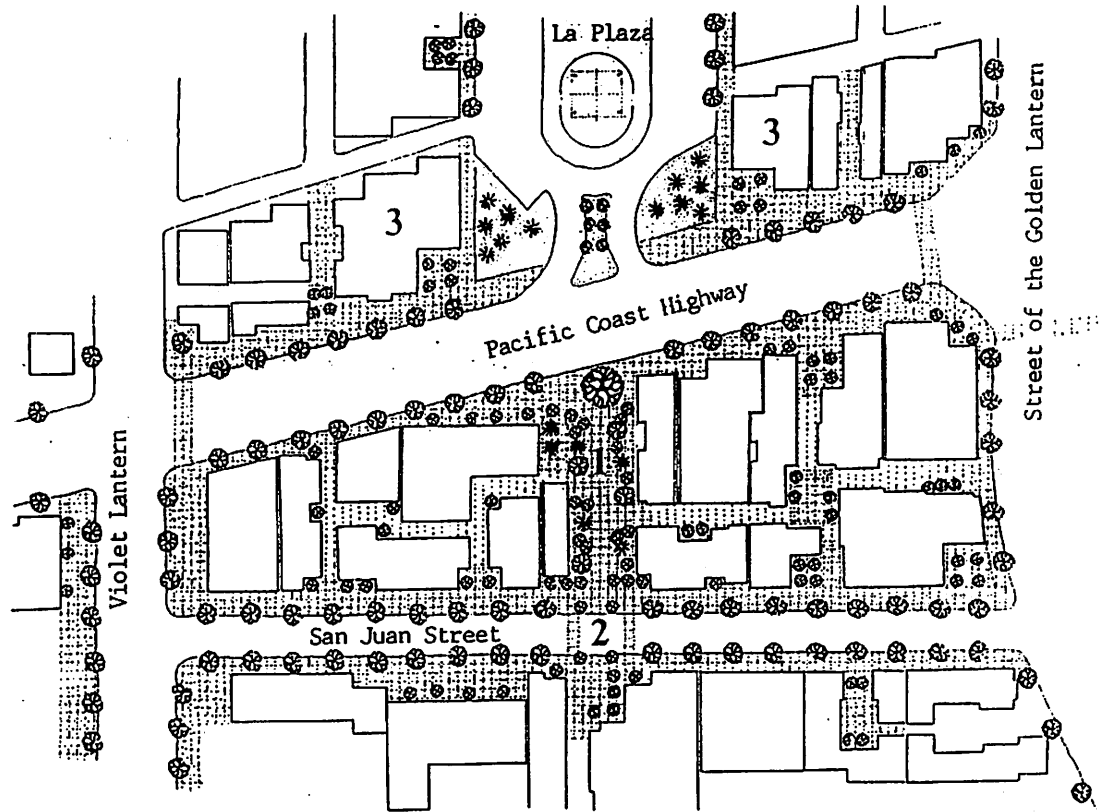 La Plaza
3
3
Street of the Golden Lantern
Pacific Coast Highway
1
Violet Lantern
San Juan Street
2